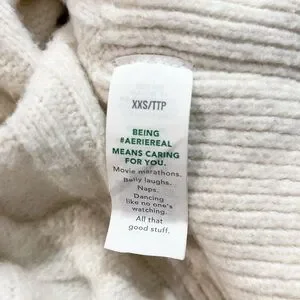 XXS/TTP
BEING
#AERIEREAL
MEANS CARING
FOR YOU.
Movie marathons.
Belly laughs.
Naps.
Dancing
like no one's
watching.
All that
good stuff.